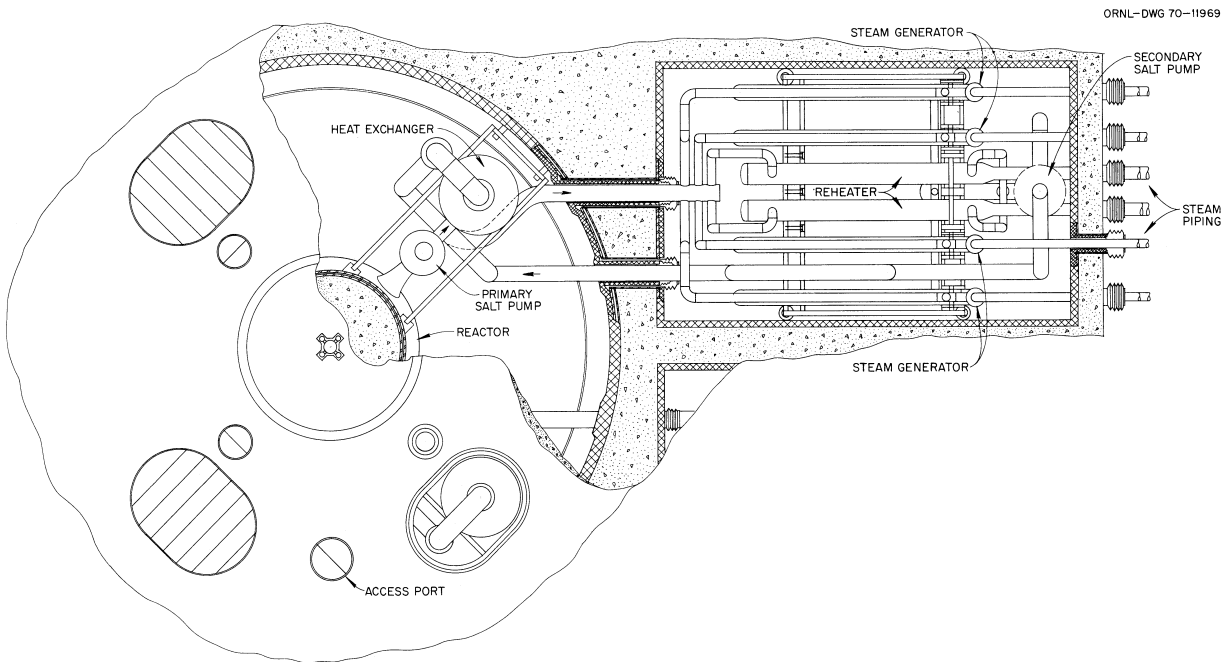 ORNL-DWG 70-11969
STEAM GENERATOR
SECONDARY
SALT PUMP
HEAT EXCHANGER
REHEATER
STEAM
PIPING
PRIMARY
SALT PUMP
REACTOR
STEAM GENERATOR
ACCESS PORT